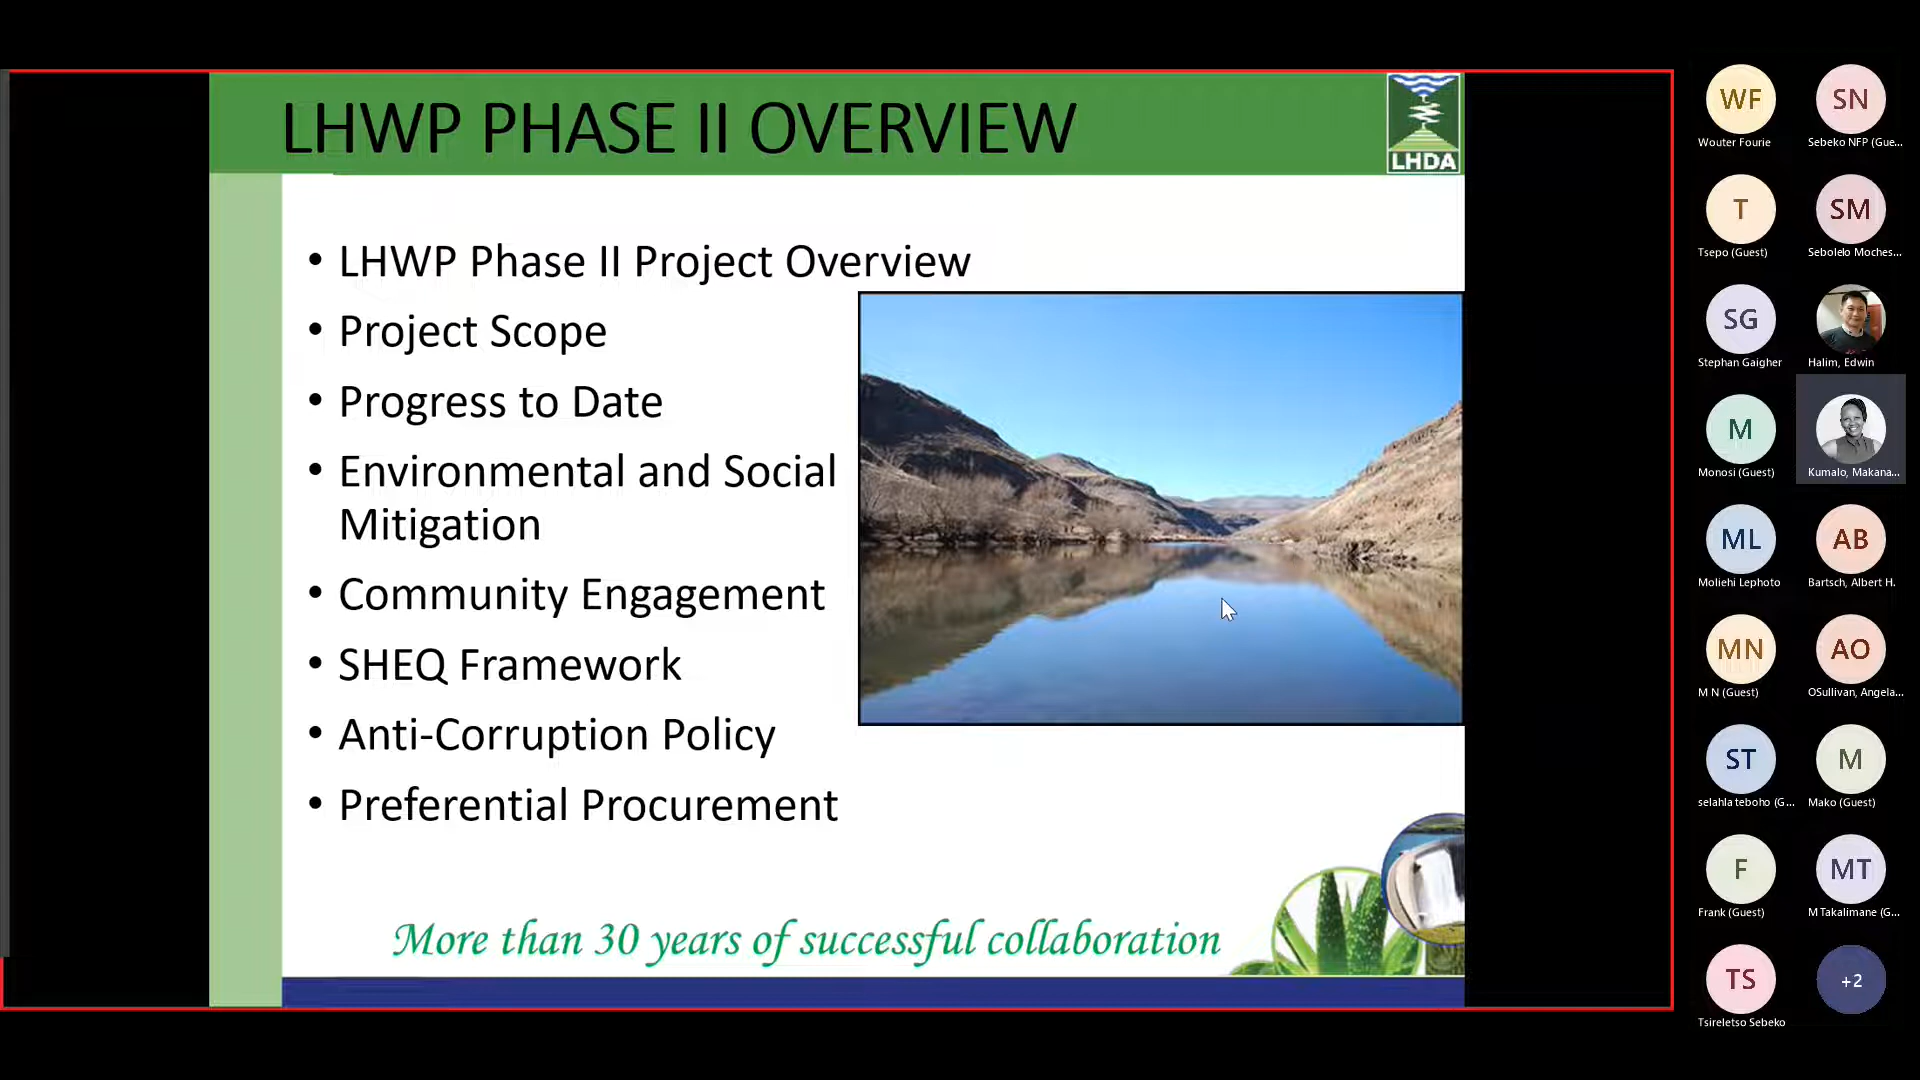 LHWP PHASE II OVERVIEW
LHDA
• LHWP Phase II Project Overview
• Project Scope
• Progress to Date
• Environmental and Social
Mitigation
• Community Engagement
• SHEQ Framework
• Anti-Corruption Policy
• Preferential Procurement
More than 30 years of successful collaboration
WF
Wouter Fourie
SN
Sebeko NFP (Gue...
T
Tsepo (Guest)
SM
Sebolelo Moches...
SG
Stephan Gaigher
Halim, Edwin
M
Monosi (Guest)
Kumalo, Makana...
ML
Moliehi Lephoto
AB
Bartsch, Albert H.
MN
M N (Guest)
AO
OSullivan, Angela...
ST
selahla teboho (G...
M
Mako (Guest)
F
Frank (Guest)
MT
M Takalimane (G...
TS
Tsireletso Sebeko
+2